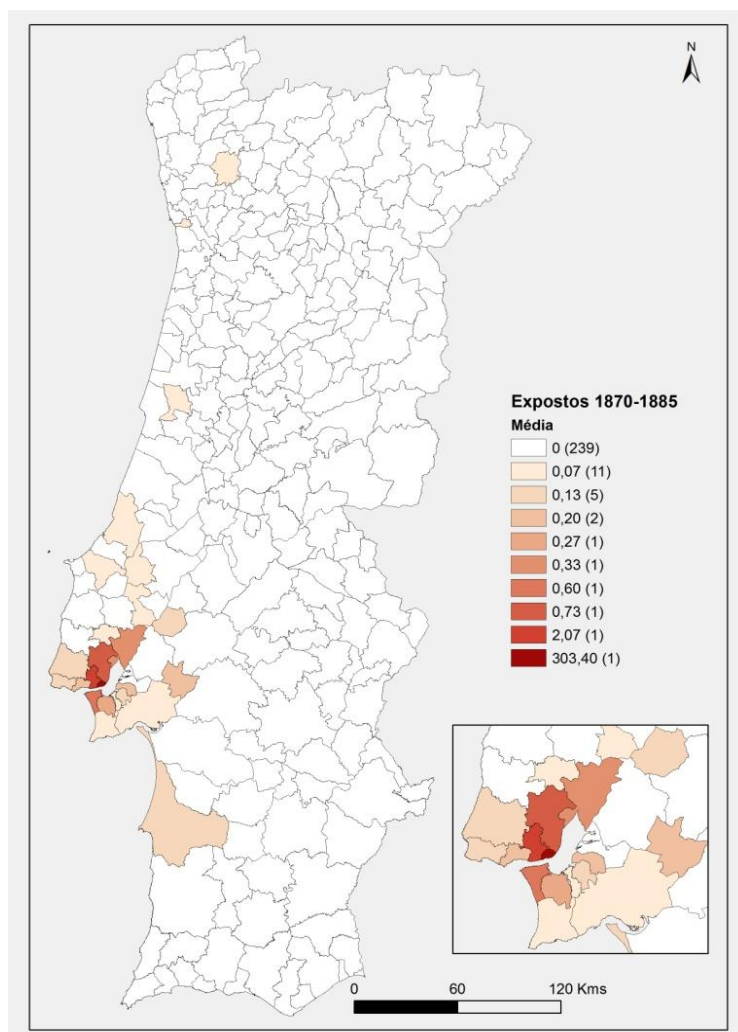 N
Expostos 1870-1885
Média
0 (239)
0,07 (11)
0,13 (5)
0,20 (2)
0,27 (1)
0,33 (1)
0,60 (1)
0,73 (1)
2,07 (1)
303,40 (1)
0 60 120 Kms